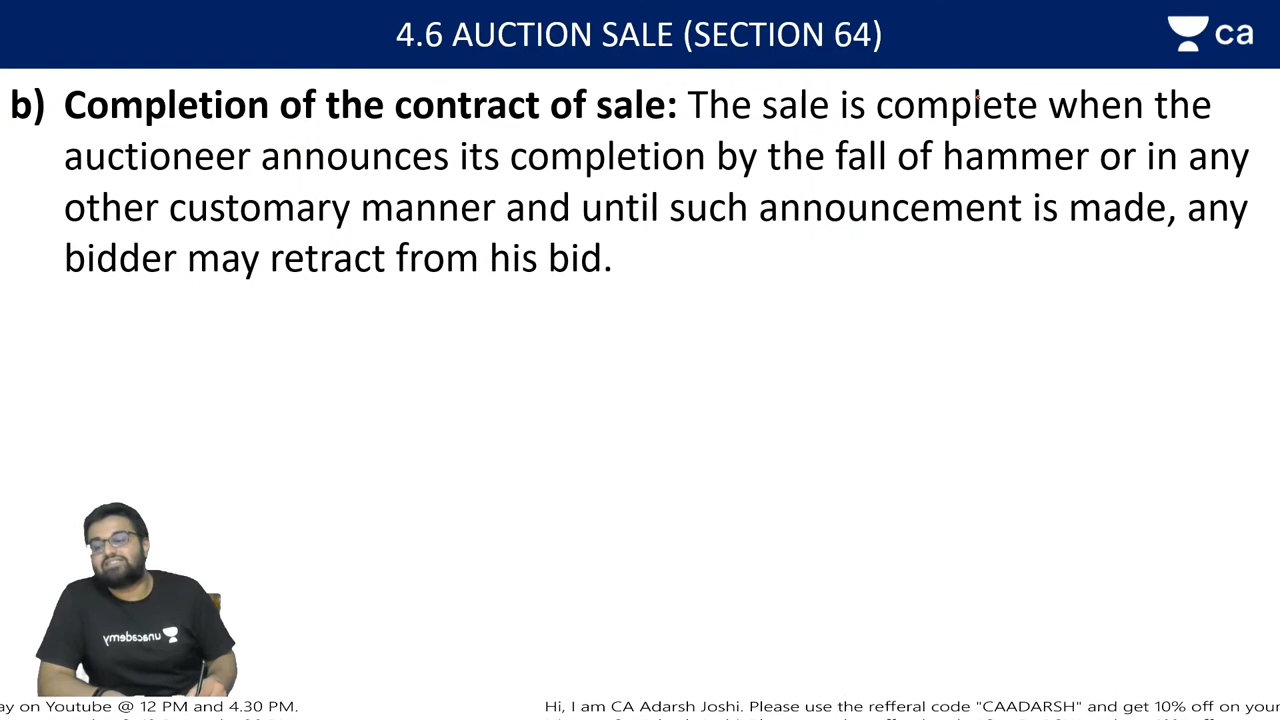 4.6 AUCTION SALE (SECTION 64)
ca
b) Completion of the contract of sale: The sale is complete when the
auctioneer announces its completion by the fall of hammer or in any
other customary manner and until such announcement is made, any
bidder may retract from his bid.
unacademy
ay on Youtube @ 12 PM and 4.30 PM.
Hi, I am CA Adarsh Joshi. Please use the refferal code "CAADARSH" and get 10% off on your